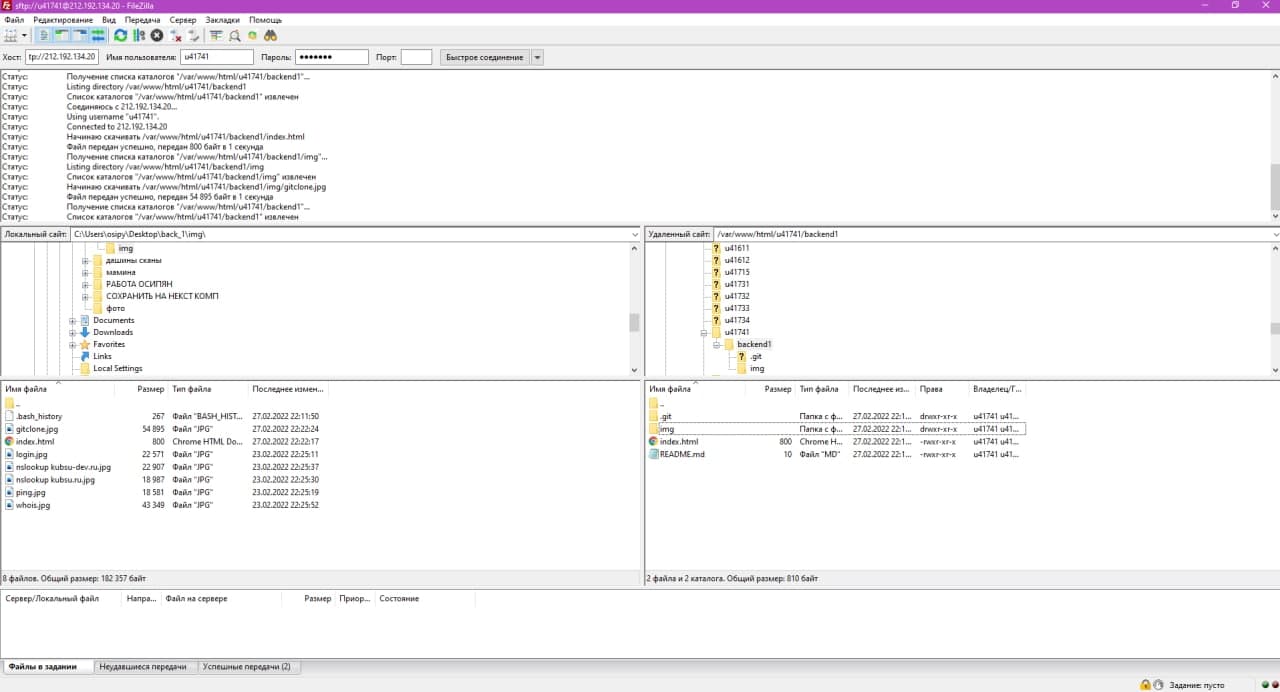 sftp://u41741@212.192.134.20 - FileZilla
Файл Редактирование Вид Передача Сервер Закладки Помощь
Хост: tp://212.192.134.20 Имя пользователя: u41741 Пароль: ●●●●●●● Порт: Быстрое соединение
Статус: Получение списка каталогов "/var/www/html/u41741/backend1"...
Статус: Listing directory /var/www/html/u41741/backend1
Статус: Список каталогов "/var/www/html/u41741/backend1" извлечен
Статус: Соединяюсь с 212.192.134.20...
Статус: Using username "u41741".
Статус: Connected to 212.192.134.20
Статус: Начинаю скачивать /var/www/html/u41741/backend1/index.html
Статус: Файл передан успешно, передан 800 байт в 1 секунда
Статус: Получение списка каталогов "/var/www/html/u41741/backend1/img"...
Статус: Listing directory /var/www/html/u41741/backend1/img
Статус: Список каталогов "/var/www/html/u41741/backend1/img" извлечен
Статус: Начинаю скачивать /var/www/html/u41741/backend1/img/gitclone.jpg
Статус: Файл передан успешно, передан 54 895 байт в 1 секунда
Статус: Получение списка каталогов "/var/www/html/u41741/backend1"...
Статус: Список каталогов "/var/www/html/u41741/backend1" извлечен
Локальный сайт: C:\Users\osipy\Desktop\back_1\img\
img
дашины сканы
мамина
РАБОТА ОСИПЯН
СОХРАНИТЬ НА НЕКСТ КОМП
фото
Documents
Downloads
Favorites
Links
Local Settings
Удаленный сайт: /var/www/html/u41741/backend1
? u41611
? u41612
? u41715
? u41731
? u41732
? u41733
? u41734
u41741
backend1
? .git
img
Имя файла Размер Тип файла Последнее измен...
..
.bash_history 267 Файл "BASH_HIST... 27.02.2022 22:11:50
gitclone.jpg 54 895 Файл "JPG" 27.02.2022 22:22:24
index.html 800 Chrome HTML Do... 27.02.2022 22:22:17
login.jpg 22 571 Файл "JPG" 23.02.2022 22:25:11
nslookup kubsu-dev.ru.jpg 22 907 Файл "JPG" 23.02.2022 22:25:37
nslookup kubsu.ru.jpg 18 987 Файл "JPG" 23.02.2022 22:25:30
ping.jpg 18 581 Файл "JPG" 23.02.2022 22:25:19
whois.jpg 43 349 Файл "JPG" 23.02.2022 22:25:52
8 файлов. Общий размер: 182 357 байт
Имя файла Размер Тип файла Последнее из... Права Владелец/Г...
..
.git Папка с ф... 27.02.2022 22:1... drwxr-xr-x u41741 u41...
img Папка с ф... 27.02.2022 22:1... drwxr-xr-x u41741 u41...
index.html 800 Chrome H... 27.02.2022 22:1... -rwxr-xr-x u41741 u41...
README.md 10 Файл "MD" 27.02.2022 22:1... -rwxr-xr-x u41741 u41...
2 файла и 2 каталога. Общий размер: 810 байт
Сервер/Локальный файл Напра... Файл на сервере Размер Приор... Состояние
Файлы в задании Неудавшиеся передачи Успешные передачи (2)
Задание: пусто